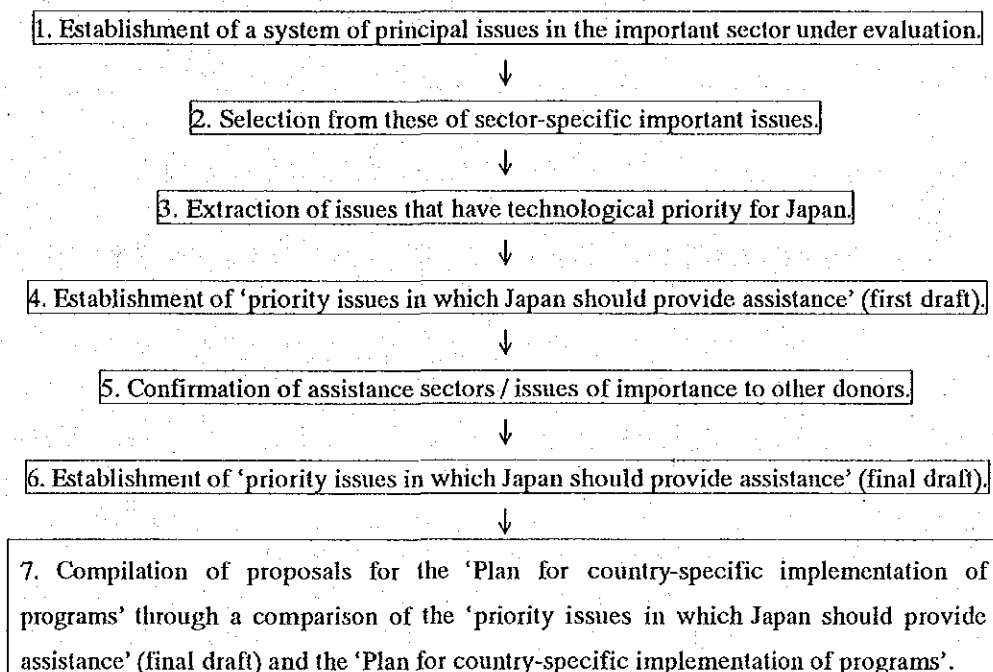 1. Establishment of a system of principal issues in the important sector under evaluation.
↓
2. Selection from these of sector-specific important issues.
↓
3. Extraction of issues that have technological priority for Japan.
↓
4. Establishment of ‘priority issues in which Japan should provide assistance’ (first draft).
↓
5. Confirmation of assistance sectors / issues of importance to other donors.
↓
6. Establishment of ‘priority issues in which Japan should provide assistance’ (final draft).
↓
7. Compilation of proposals for the ‘Plan for country-specific implementation of
programs’ through a comparison of the ‘priority issues in which Japan should provide
assistance’ (final draft) and the ‘Plan for country-specific implementation of programs’.